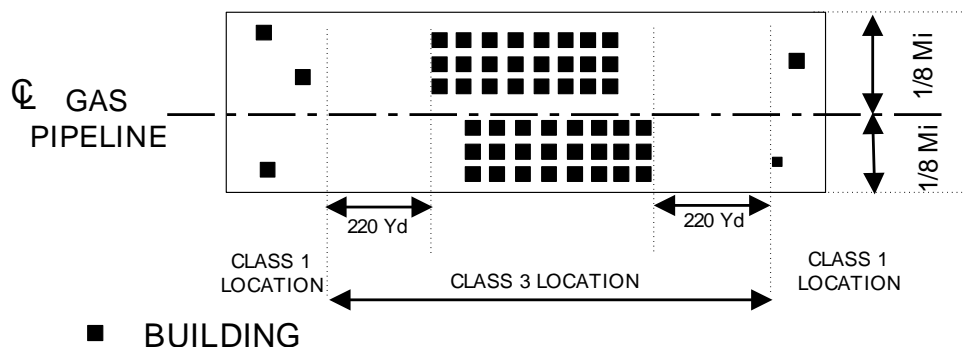 ℄ GAS
PIPELINE
1/8 Mi
1/8 Mi
220 Yd
220 Yd
CLASS 1
LOCATION
CLASS 3 LOCATION
CLASS 1
LOCATION
BUILDING